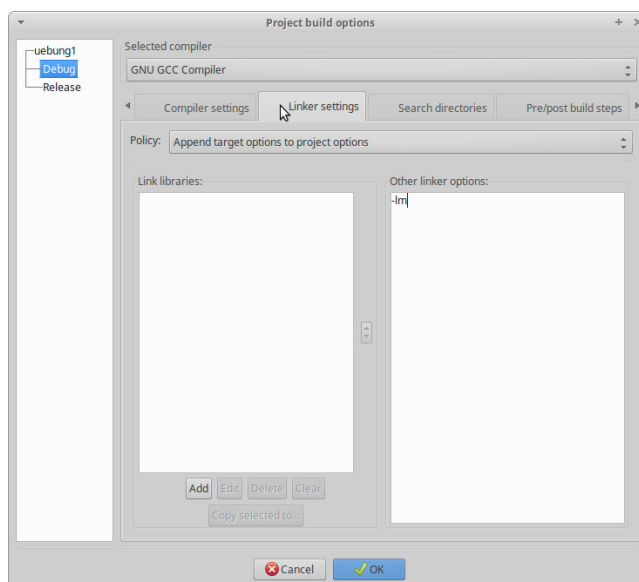 Project build options
uebung1
Debug
Release
Selected compiler
GNU GCC Compiler
Compiler settings
Linker settings
Search directories
Pre/post build steps
Policy:
Append target options to project options
Link libraries:
Other linker options:
-lm
Add
Edit
Delete
Clear
Copy selected to...
Cancel
OK